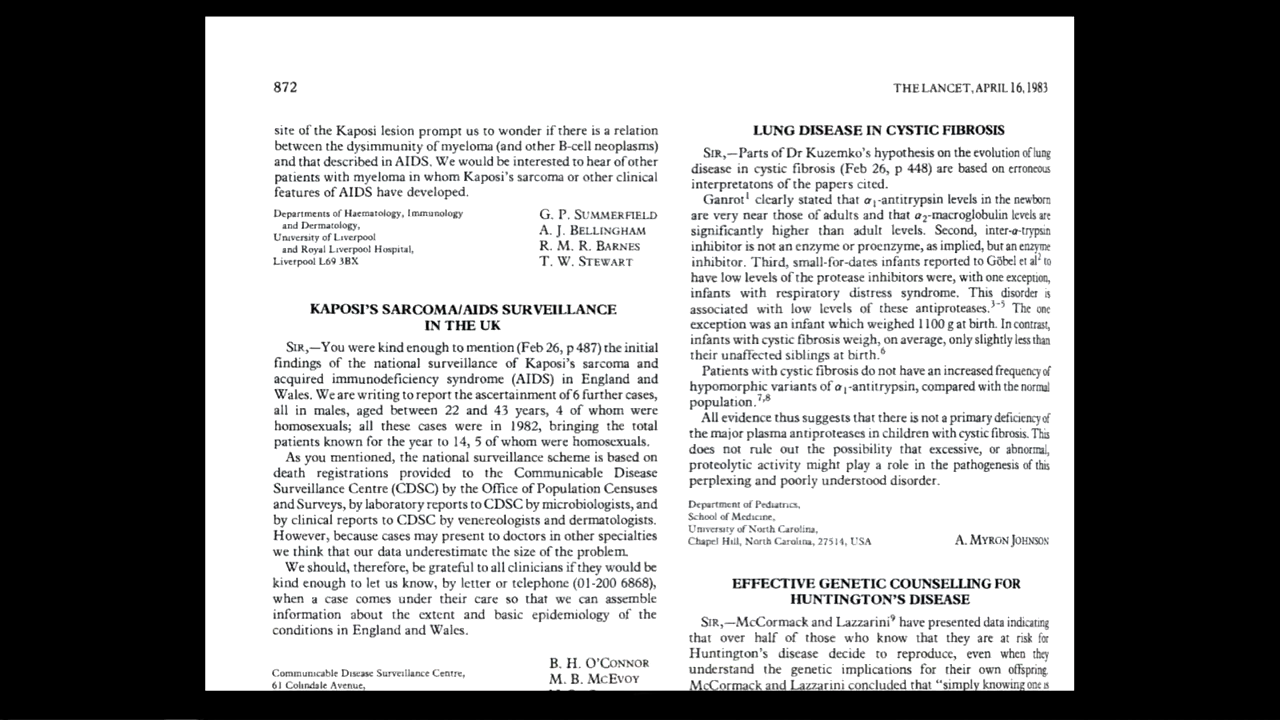 872
THE LANCET, APRIL 16, 1983
site of the Kaposi lesion prompt us to wonder if there is a relation
between the dysimmunity of myeloma (and other B-cell neoplasms)
and that described in AIDS. We would be interested to hear of other
patients with myeloma in whom Kaposi's sarcoma or other clinical
features of AIDS have developed.
Departments of Haematology, Immunology
and Dermatology,
University of Liverpool
and Royal Liverpool Hospital,
Liverpool L69 3BX
G. P. SUMMERFIELD
A. J. BELLINGHAM
R. M. R. BARNES
T. W. STEWART
KAPOSI'S SARCOMA/AIDS SURVEILLANCE
IN THE UK
SIR,—You were kind enough to mention (Feb 26, p 487) the initial
findings of the national surveillance of Kaposi's sarcoma and
acquired immunodeficiency syndrome (AIDS) in England and
Wales. We are writing to report the ascertainment of 6 further cases,
all in males, aged between 22 and 43 years, 4 of whom were
homosexuals; all these cases were in 1982, bringing the total
patients known for the year to 14, 5 of whom were homosexuals.
As you mentioned, the national surveillance scheme is based on
death registrations provided to the Communicable Disease
Surveillance Centre (CDSC) by the Office of Population Censuses
and Surveys, by laboratory reports to CDSC by microbiologists, and
by clinical reports to CDSC by venereologists and dermatologists.
However, because cases may present to doctors in other specialties
we think that our data underestimate the size of the problem.
We should, therefore, be grateful to all clinicians if they would be
kind enough to let us know, by letter or telephone (01-200 6868),
when a case comes under their care so that we can assemble
information about the extent and basic epidemiology of the
conditions in England and Wales.
Communicable Disease Surveillance Centre,
61 Colindale Avenue,
B. H. O'CONNOR
M. B. MCEVOY
LUNG DISEASE IN CYSTIC FIBROSIS
SIR,—Parts of Dr Kuzemko's hypothesis on the evolution of lung
disease in cystic fibrosis (Feb 26, p 448) are based on erroneous
interpretatons of the papers cited.
Ganrot¹ clearly stated that α₁-antitrypsin levels in the newborn
are very near those of adults and that α₂-macroglobulin levels are
significantly higher than adult levels. Second, inter-α-trypsin
inhibitor is not an enzyme or proenzyme, as implied, but an enzyme
inhibitor. Third, small-for-dates infants reported to Göbel et al² to
have low levels of the protease inhibitors were, with one exception,
infants with respiratory distress syndrome. This disorder is
associated with low levels of these antiproteases.³⁻⁵ The one
exception was an infant which weighed 1100 g at birth. In contrast,
infants with cystic fibrosis weigh, on average, only slightly less than
their unaffected siblings at birth.⁶
Patients with cystic fibrosis do not have an increased frequency of
hypomorphic variants of α₁-antitrypsin, compared with the normal
population.⁷,⁸
All evidence thus suggests that there is not a primary deficiency of
the major plasma antiproteases in children with cystic fibrosis. This
does not rule out the possibility that excessive, or abnormal,
proteolytic activity might play a role in the pathogenesis of this
perplexing and poorly understood disorder.
Department of Pediatrics,
School of Medicine,
University of North Carolina,
Chapel Hill, North Carolina, 27514, USA
A. MYRON JOHNSON
EFFECTIVE GENETIC COUNSELLING FOR
HUNTINGTON'S DISEASE
SIR,—McCormack and Lazzarini⁹ have presented data indicating
that over half of those who know that they are at risk for
Huntington's disease decide to reproduce, even when they
understand the genetic implications for their own offspring.
McCormack and Lazzarini concluded that "simply knowing one is